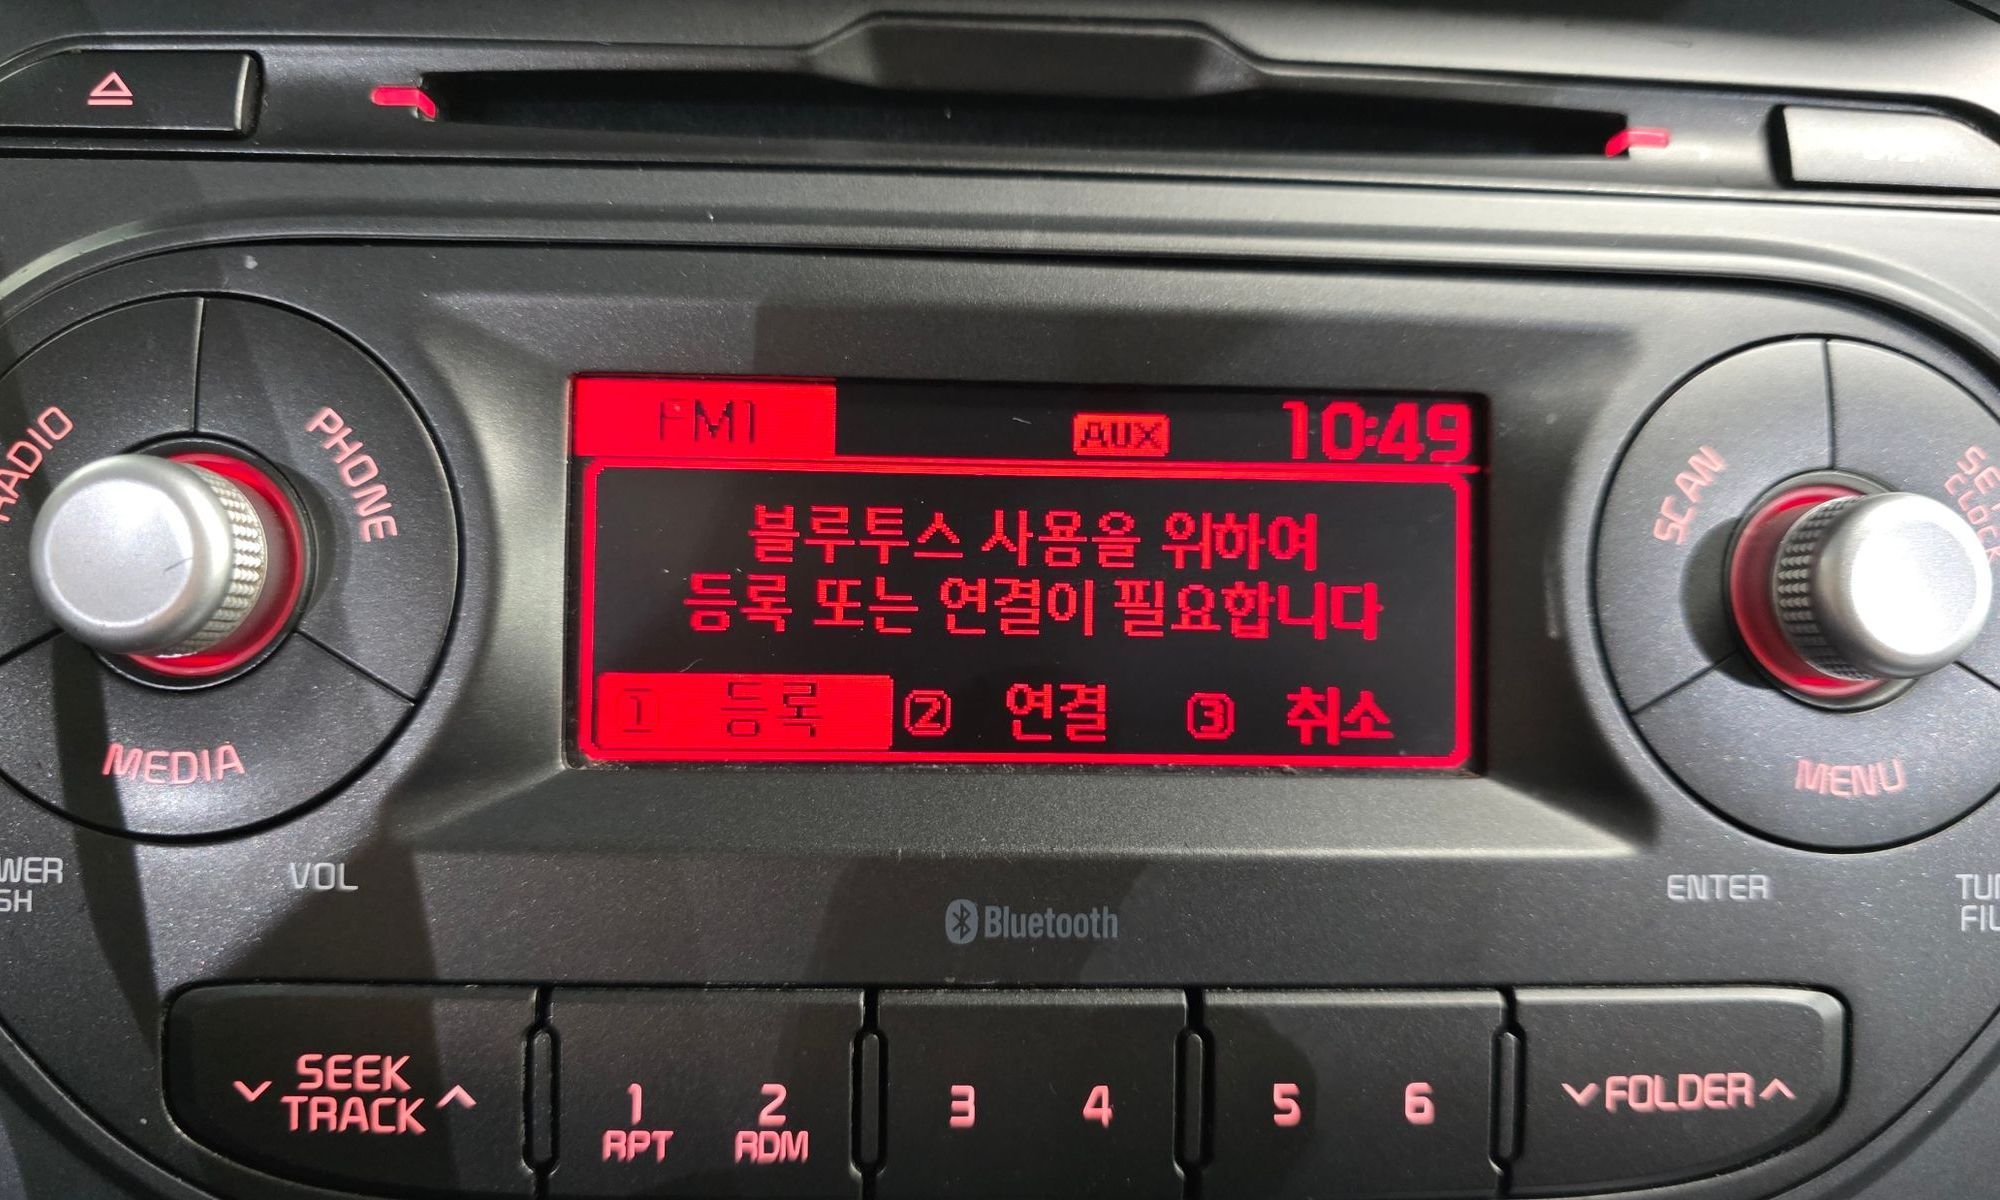 RADIO
PHONE
MEDIA
VOL
FM1 AUX 10:49
블루투스 사용을 위하여
등록 또는 연결이 필요합니다
1 등록 2 연결 3 취소
SCAN
CLOCK
MENU
ENTER
Bluetooth
SEEK
TRACK
1 2 3 4 5 6
RPT RDM
FOLDER